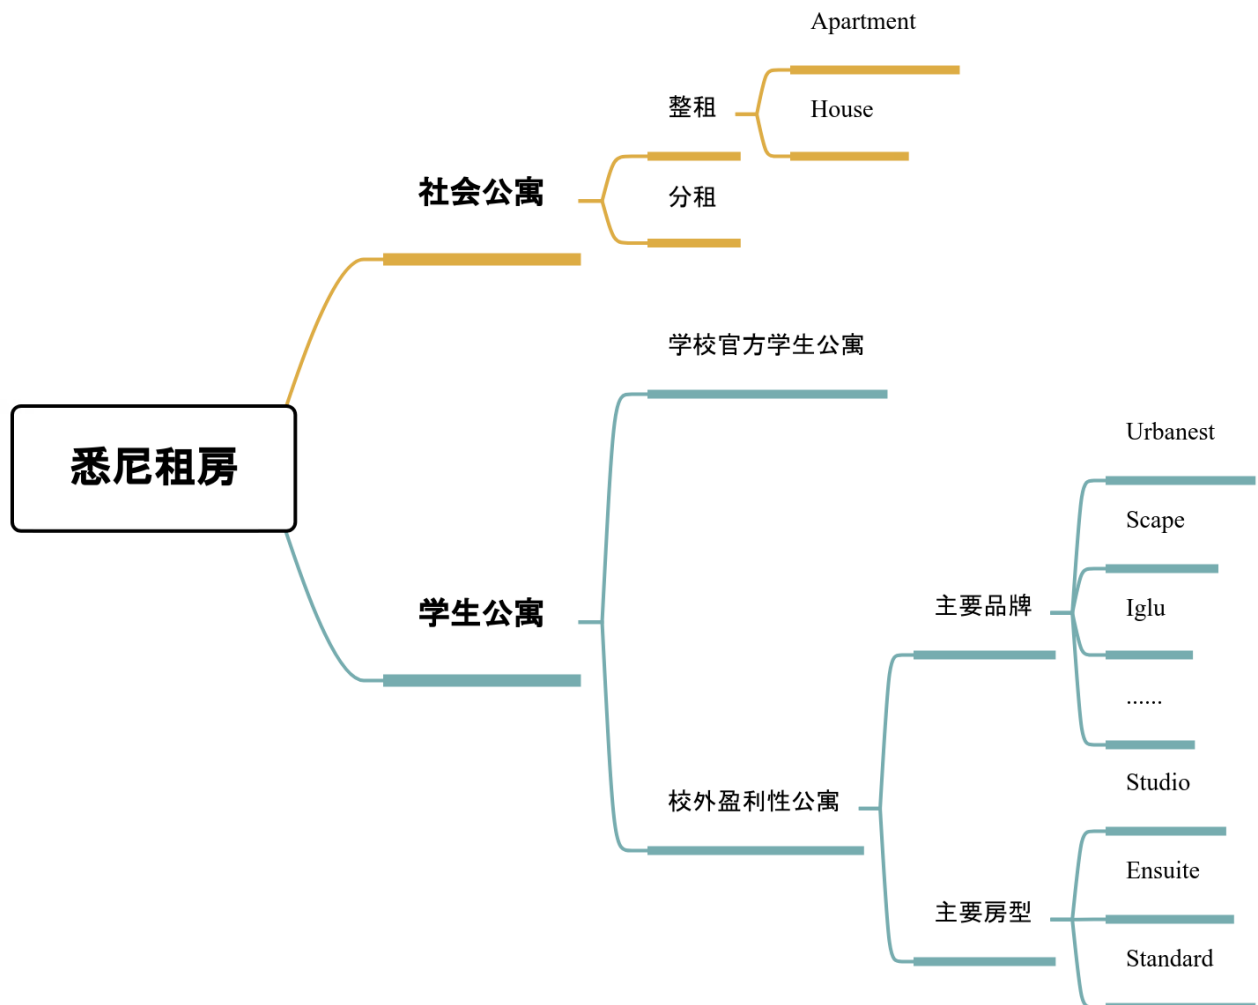 悉尼租房
社会公寓
整租
Apartment
House
分租
学生公寓
学校官方学生公寓
校外盈利性公寓
主要品牌
Urbanest
Scape
Iglu
......
主要房型
Studio
Ensuite
Standard